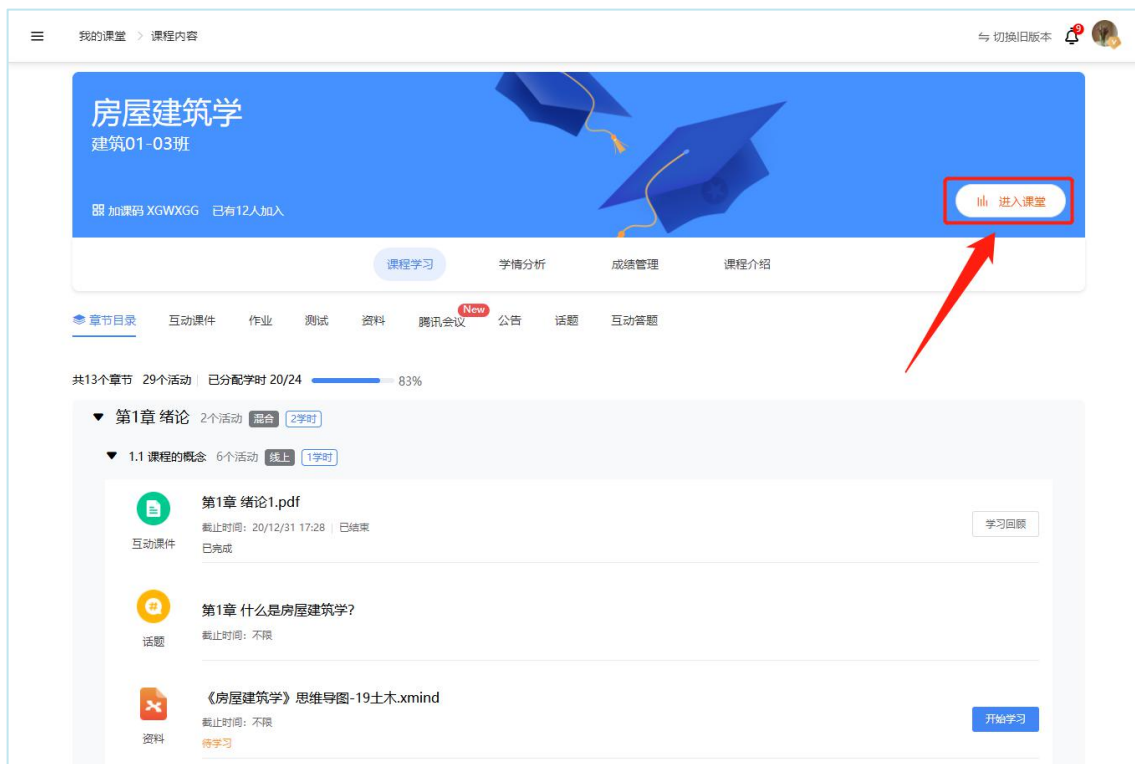 我的课堂 > 课程内容
切换旧版本 9
房屋建筑学
建筑01-03班
加课码 XGWXGG 已有12人加入
进入课堂
课程学习 学情分析 成绩管理 课程介绍
章节目录 互动课件 作业 测试 资料 腾讯会议 New 公告 话题 互动答题
共13个章节 29个活动 已分配学时 20/24 83%
第1章 绪论 2个活动 混合 2学时
1.1 课程的概念 6个活动 线上 1学时
第1章 绪论1.pdf
截止时间: 20/12/31 17:28 | 已结束
学习回顾
互动课件
已完成
第1章 什么是房屋建筑学?
截止时间: 不限
话题
《房屋建筑学》思维导图-19土木.xmind
截止时间: 不限
开始学习
资料
待学习